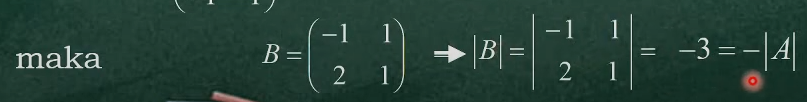 maka B = (−1 1
2 1) → |B| = |−1 1
2 1| = −3 = −|A|